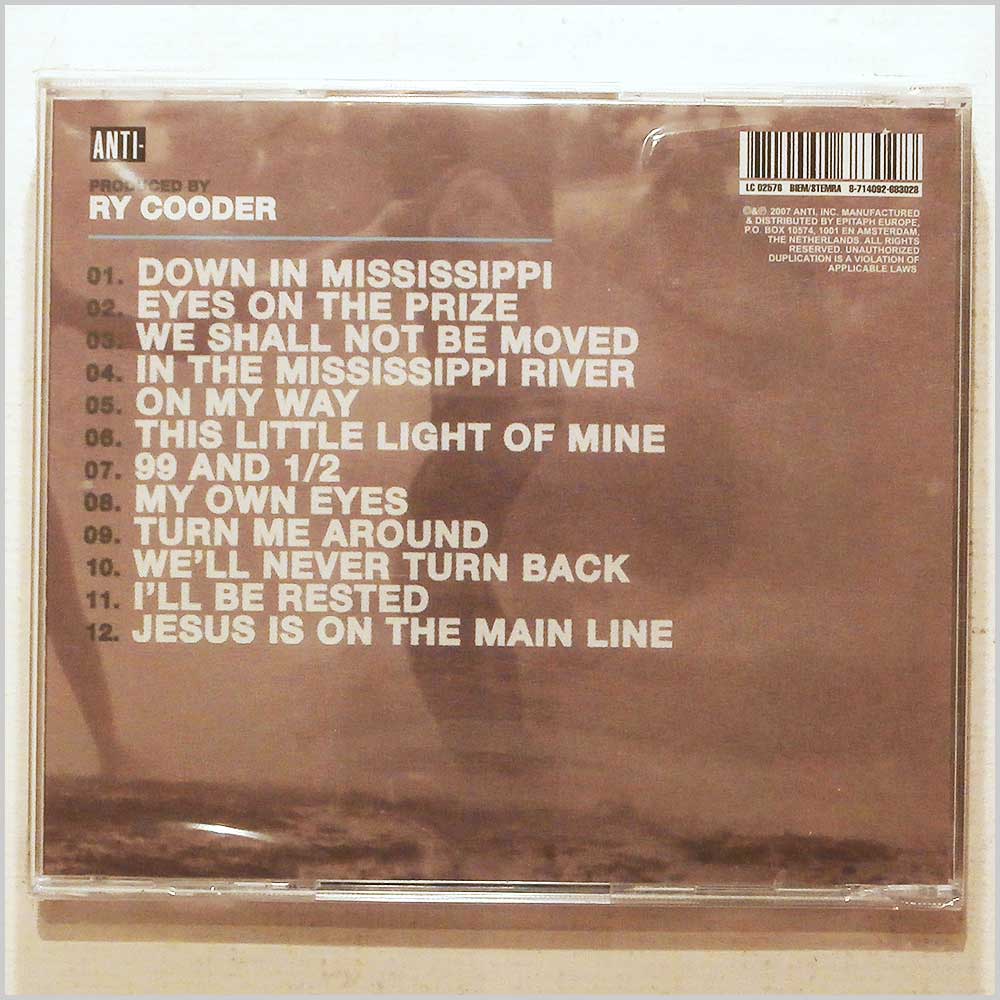 ANTI-
PRODUCED BY
RY COODER
01. DOWN IN MISSISSIPPI
02. EYES ON THE PRIZE
03. WE SHALL NOT BE MOVED
04. IN THE MISSISSIPPI RIVER
05. ON MY WAY
06. THIS LITTLE LIGHT OF MINE
07. 99 AND 1/2
08. MY OWN EYES
09. TURN ME AROUND
10. WE'LL NEVER TURN BACK
11. I'LL BE RESTED
12. JESUS IS ON THE MAIN LINE
LC 02576 BIEM/STEMRA 8-714092-683028
©&℗ 2007 ANTI, INC. MANUFACTURED
& DISTRIBUTED BY EPITAPH EUROPE,
P.O. BOX 10574, 1001 EN AMSTERDAM,
THE NETHERLANDS. ALL RIGHTS
RESERVED. UNAUTHORIZED
DUPLICATION IS A VIOLATION OF
APPLICABLE LAWS